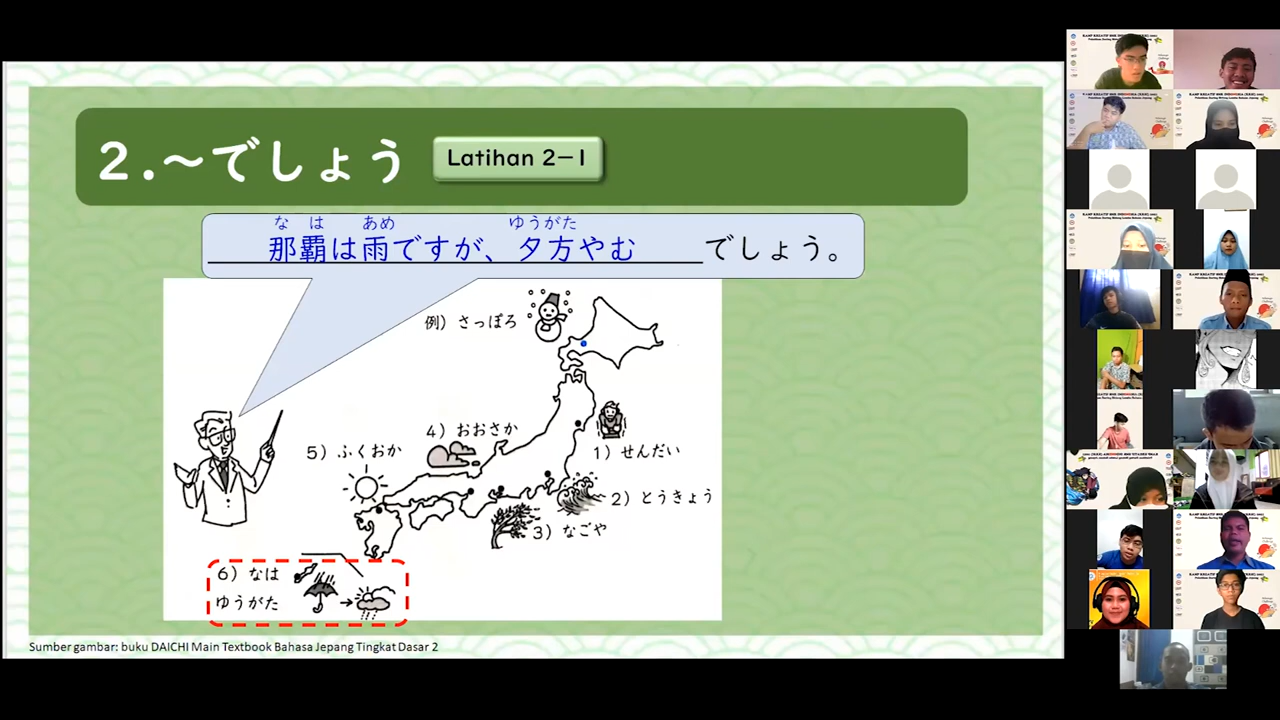 2.～でしょう
Latihan 2−1
な は あめ ゆうがた
那覇は雨ですが、夕方やむでしょう。
例）さっぽろ
4）おおさか
5）ふくおか
1）せんだい
2）とうきょう
3）なごや
6）なは
ゆうがた
Sumber gambar: buku DAICHI Main Textbook Bahasa Jepang Tingkat Dasar 2